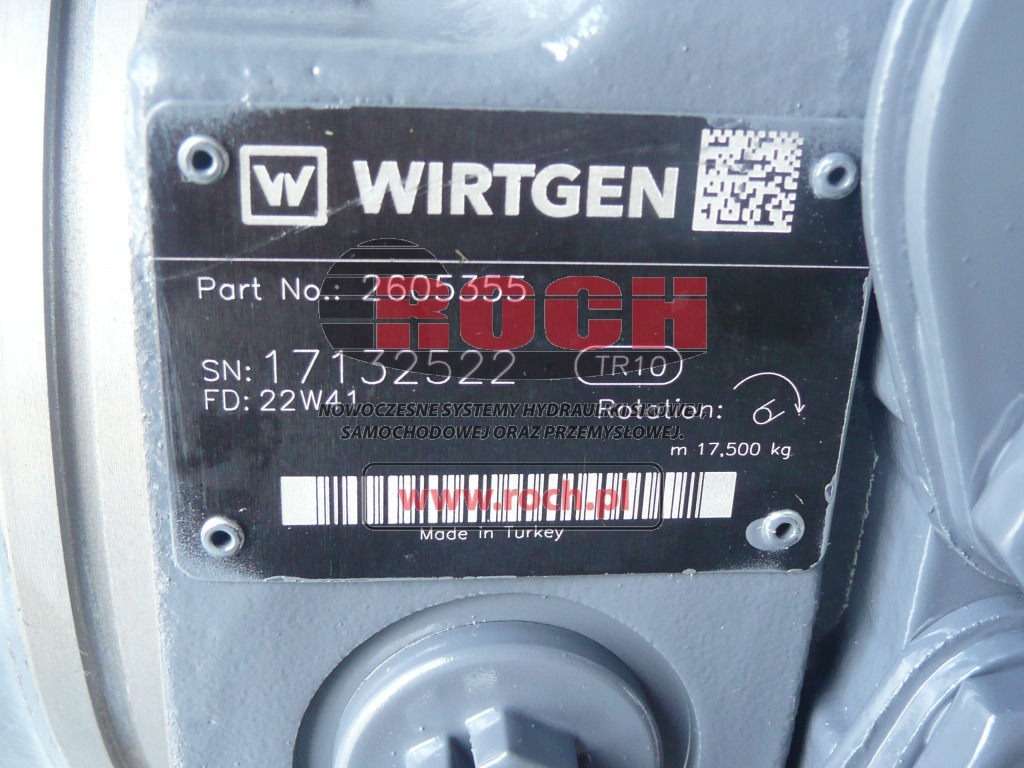 W WIRTGEN
Part No.: 2605355
ROCH
SN: 17132522 TR10
FD: 22W41
Rotation:
NOWOCZESNE SYSTEMY HYDRAULIKI SIŁOWEJ,
SAMOCHODOWEJ ORAZ PRZEMYSŁOWEJ.
m 17,500 kg
www.roch.pl
Made in Turkey